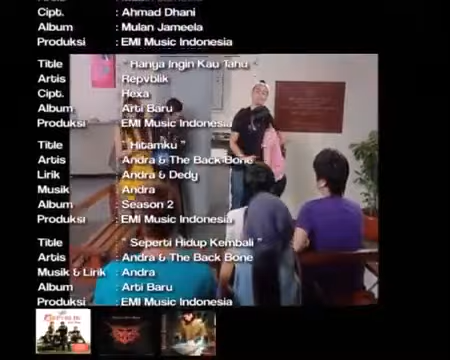 Cipt. : Ahmad Dhani
Album : Mulan Jameela
Produksi : EMI Music Indonesia
Title : " Hanya Ingin Kau Tahu "
Artis : Repvblik
Cipt. : Hexa
Album : Arti Baru
Produksi : EMI Music Indonesia
Title : " Hitamku "
Artis : Andra & The Back Bone
Lirik : Andra & Dedy
Musik : Andra
Album : Season 2
Produksi : EMI Music Indonesia
Title : " Seperti Hidup Kembali "
Artis : Andra & The Back Bone
Musik & Lirik : Andra
Album : Arti Baru
Produksi : EMI Music Indonesia